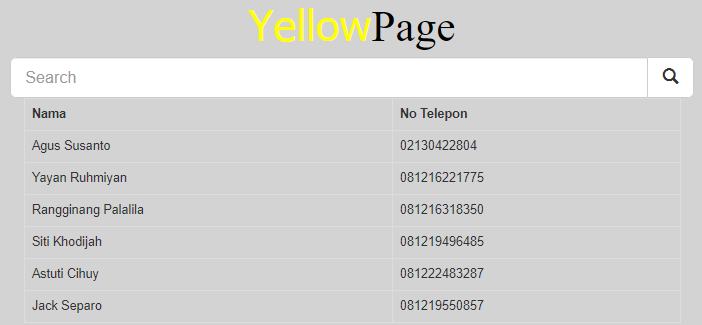 YellowPage
Search
Nama No Telepon
Agus Susanto 02130422804
Yayan Ruhmiyan 081216221775
Rangginang Palalila 081216318350
Siti Khodijah 081219496485
Astuti Cihuy 081222483287
Jack Separo 081219550857